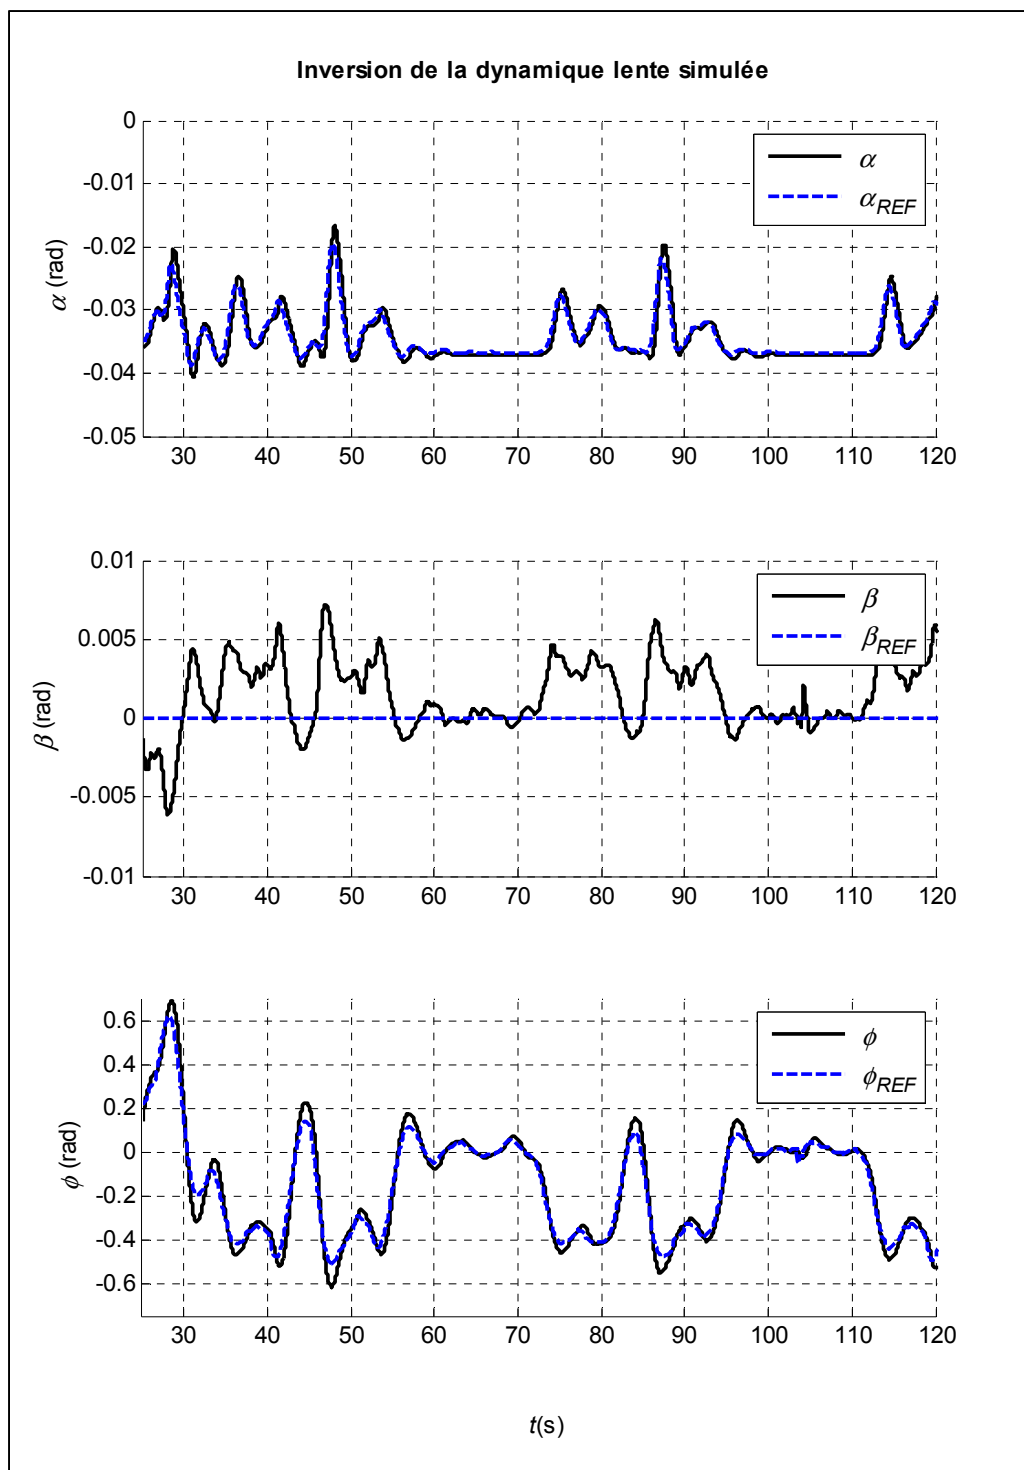 Inversion de la dynamique lente simulée
0
-0.01
-0.02
-0.03
-0.04
-0.05
α (rad)
α
α_REF
30 40 50 60 70 80 90 100 110 120
0.01
0.005
0
-0.005
-0.01
β (rad)
β
β_REF
30 40 50 60 70 80 90 100 110 120
0.6
0.4
0.2
0
-0.2
-0.4
-0.6
ϕ (rad)
ϕ
ϕ_REF
30 40 50 60 70 80 90 100 110 120
t(s)